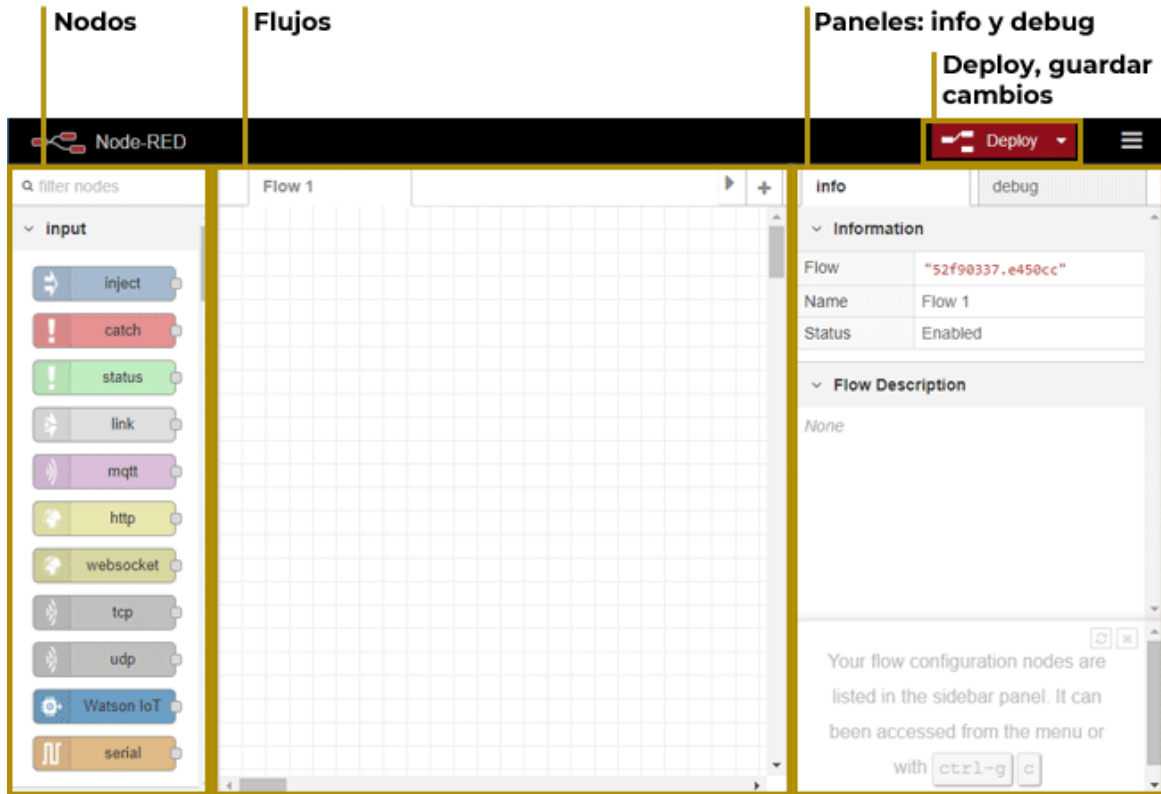 Nodos
Flujos
Paneles: info y debug
Deploy, guardar
cambios
Node-RED
Deploy
filter nodes
Flow 1
info
debug
input
inject
catch
status
link
mqtt
http
websocket
tcp
udp
Watson IoT
serial
Information
Flow "52f90337.e450cc"
Name Flow 1
Status Enabled
Flow Description
None
Your flow configuration nodes are
listed in the sidebar panel. It can
been accessed from the menu or
with ctrl-g c